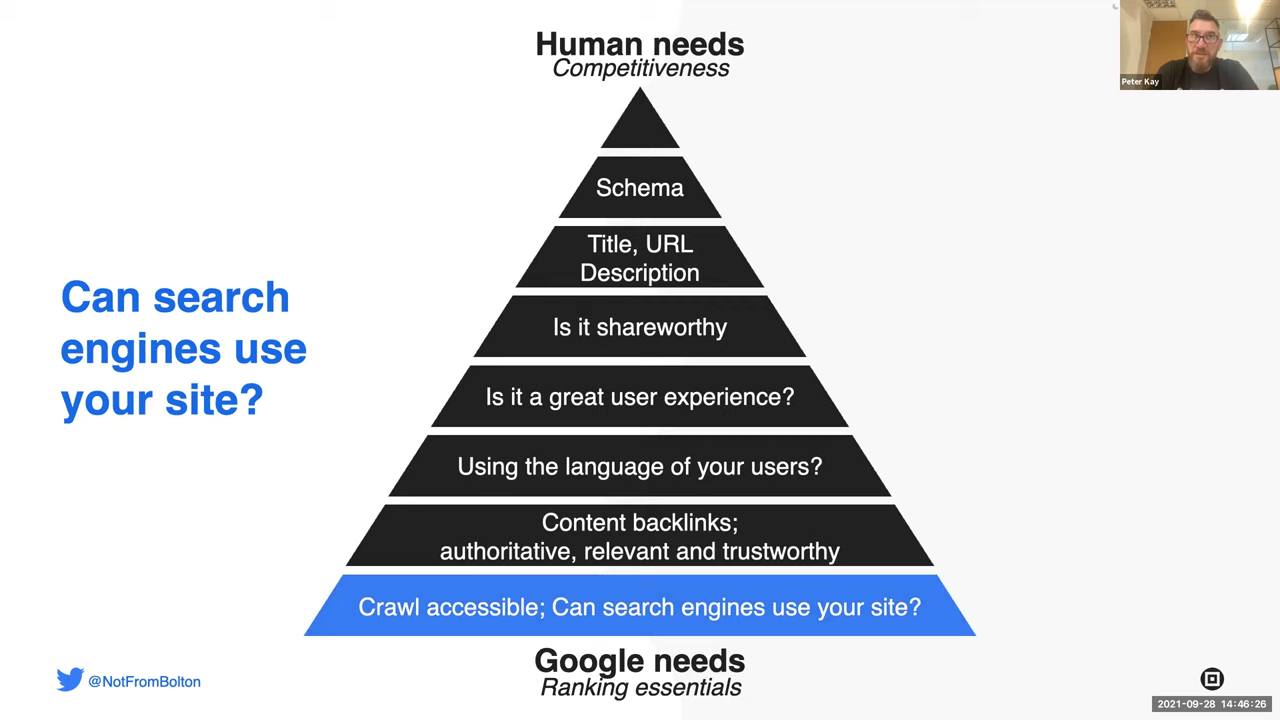 Human needs
Competitiveness
Peter Kay
Schema
Title, URL
Description
Is it shareworthy
Is it a great user experience?
Using the language of your users?
Content backlinks;
authoritative, relevant and trustworthy
Crawl accessible; Can search engines use your site?
Can search
engines use
your site?
Google needs
Ranking essentials
@NotFromBolton
2021-09-28 14:46:26